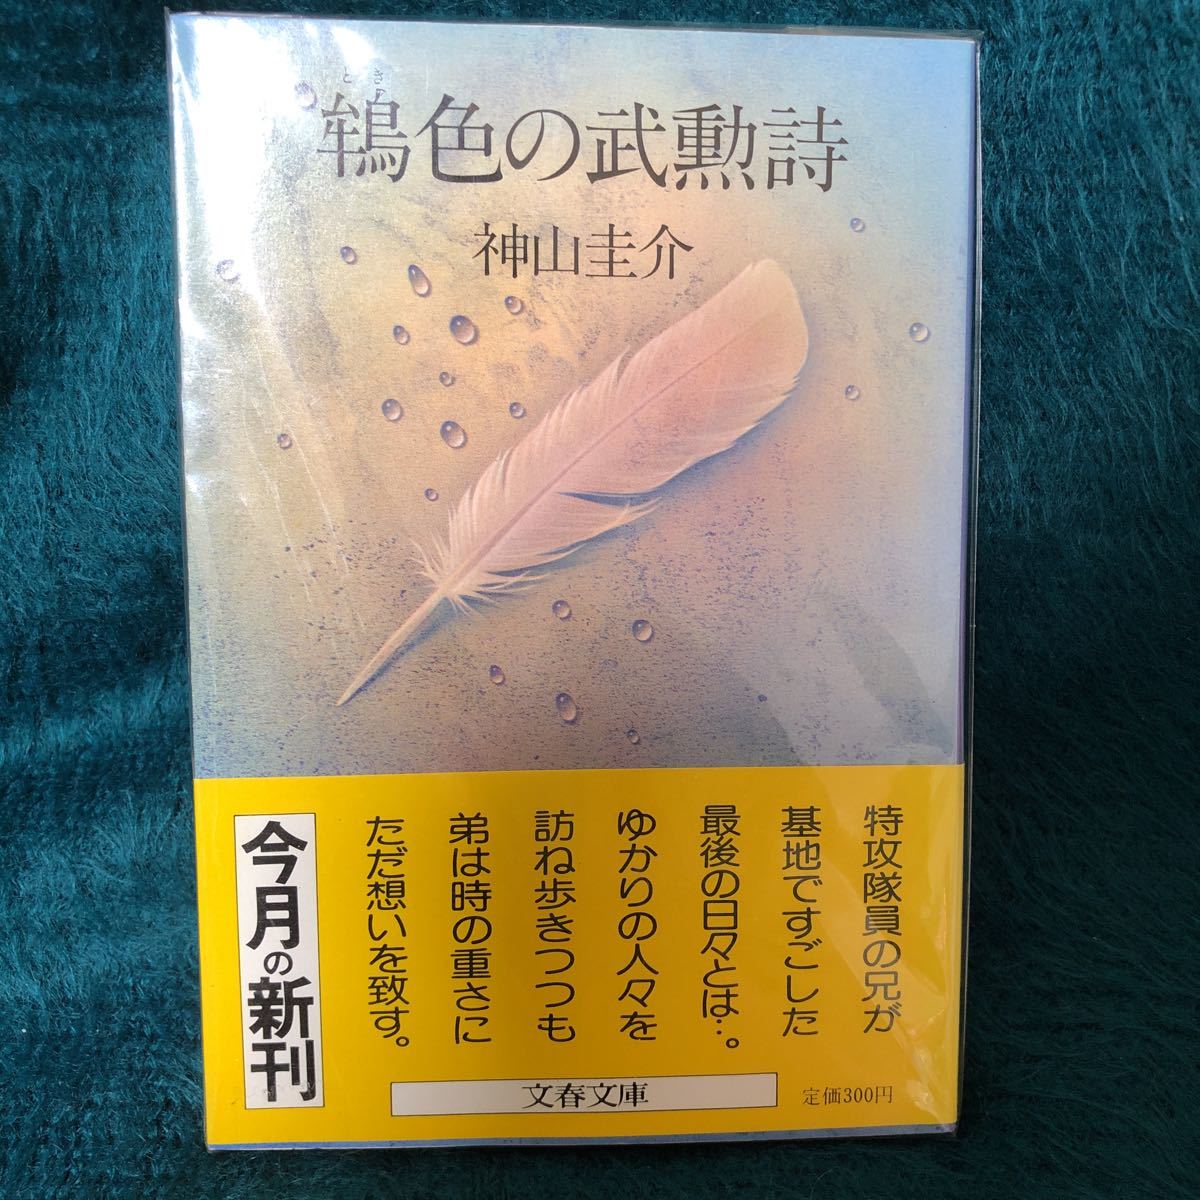 とき
鴾色の武勲詩
神山圭介
特攻隊員の兄が
基地ですごした
最後の日々とは…。
ゆかりの人々を
訪ね歩きつつも
弟は時の重さに
ただ想いを致す。
今月の新刊
文春文庫
定価300円